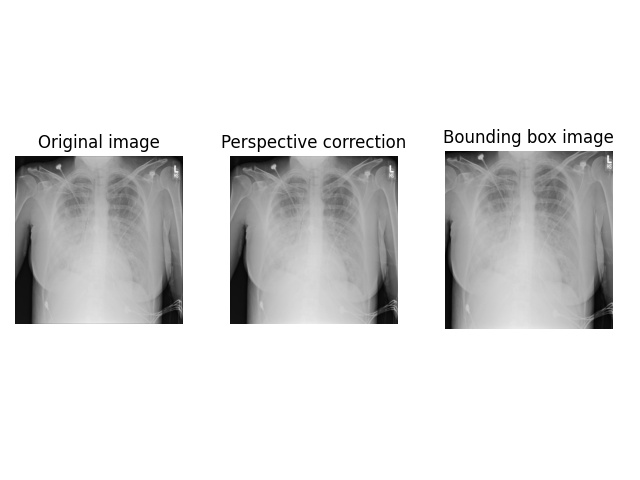 Original image
Perspective correction
Bounding box image
L
L
L